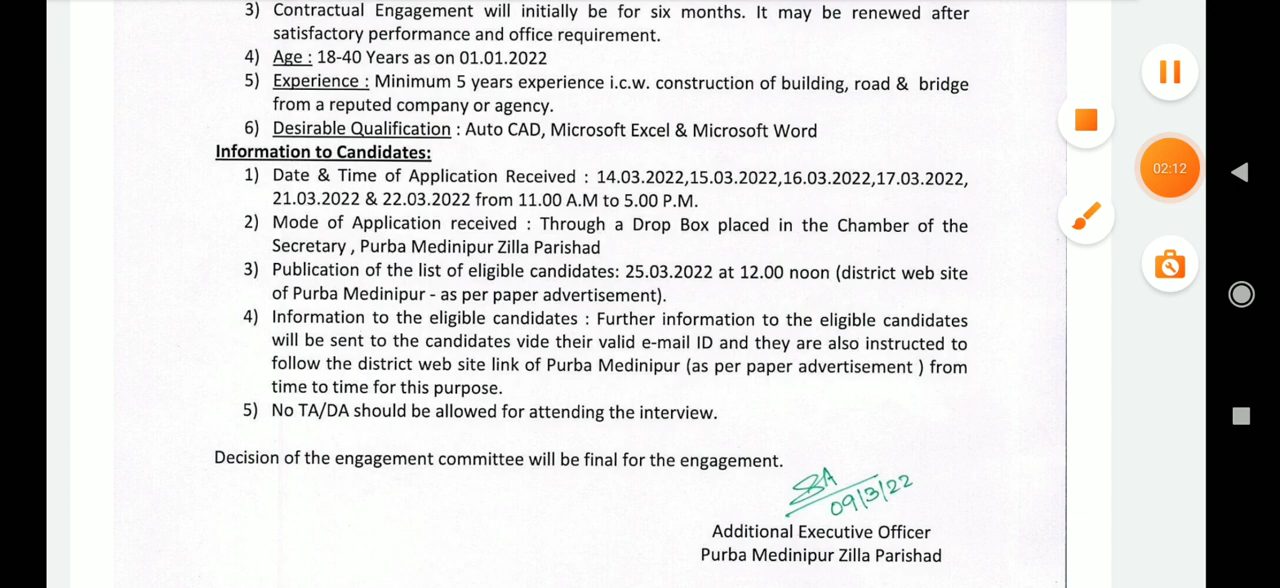 3) Contractual Engagement will initially be for six months. It may be renewed after
satisfactory performance and office requirement.
4) Age : 18-40 Years as on 01.01.2022
5) Experience : Minimum 5 years experience i.c.w. construction of building, road & bridge
from a reputed company or agency.
6) Desirable Qualification : Auto CAD, Microsoft Excel & Microsoft Word
Information to Candidates:
1) Date & Time of Application Received : 14.03.2022,15.03.2022,16.03.2022,17.03.2022,
21.03.2022 & 22.03.2022 from 11.00 A.M to 5.00 P.M.
2) Mode of Application received : Through a Drop Box placed in the Chamber of the
Secretary , Purba Medinipur Zilla Parishad
3) Publication of the list of eligible candidates: 25.03.2022 at 12.00 noon (district web site
of Purba Medinipur - as per paper advertisement).
4) Information to the eligible candidates : Further information to the eligible candidates
will be sent to the candidates vide their valid e-mail ID and they are also instructed to
follow the district web site link of Purba Medinipur (as per paper advertisement ) from
time to time for this purpose.
5) No TA/DA should be allowed for attending the interview.
Decision of the engagement committee will be final for the engagement.
09/3/22
Additional Executive Officer
Purba Medinipur Zilla Parishad
02:12